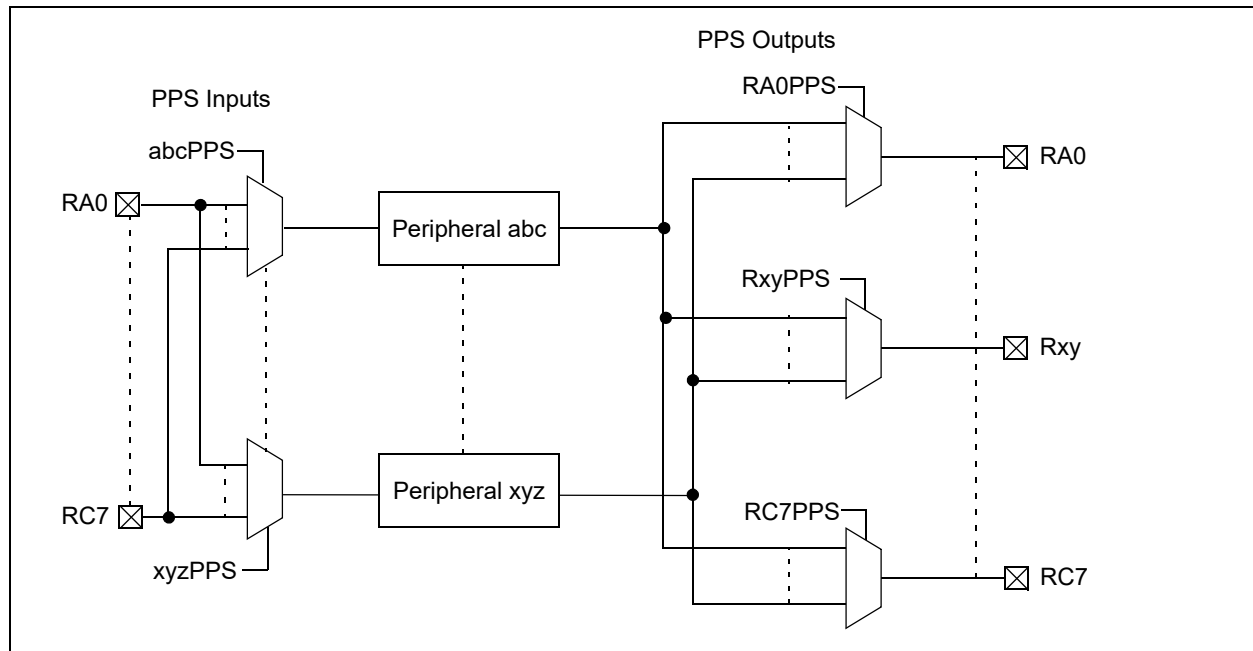 PPS Outputs
RA0PPS
PPS Inputs
abcPPS
RA0
RA0
Peripheral abc
RxyPPS
Rxy
Peripheral xyz
RC7
RC7PPS
xyzPPS
RC7